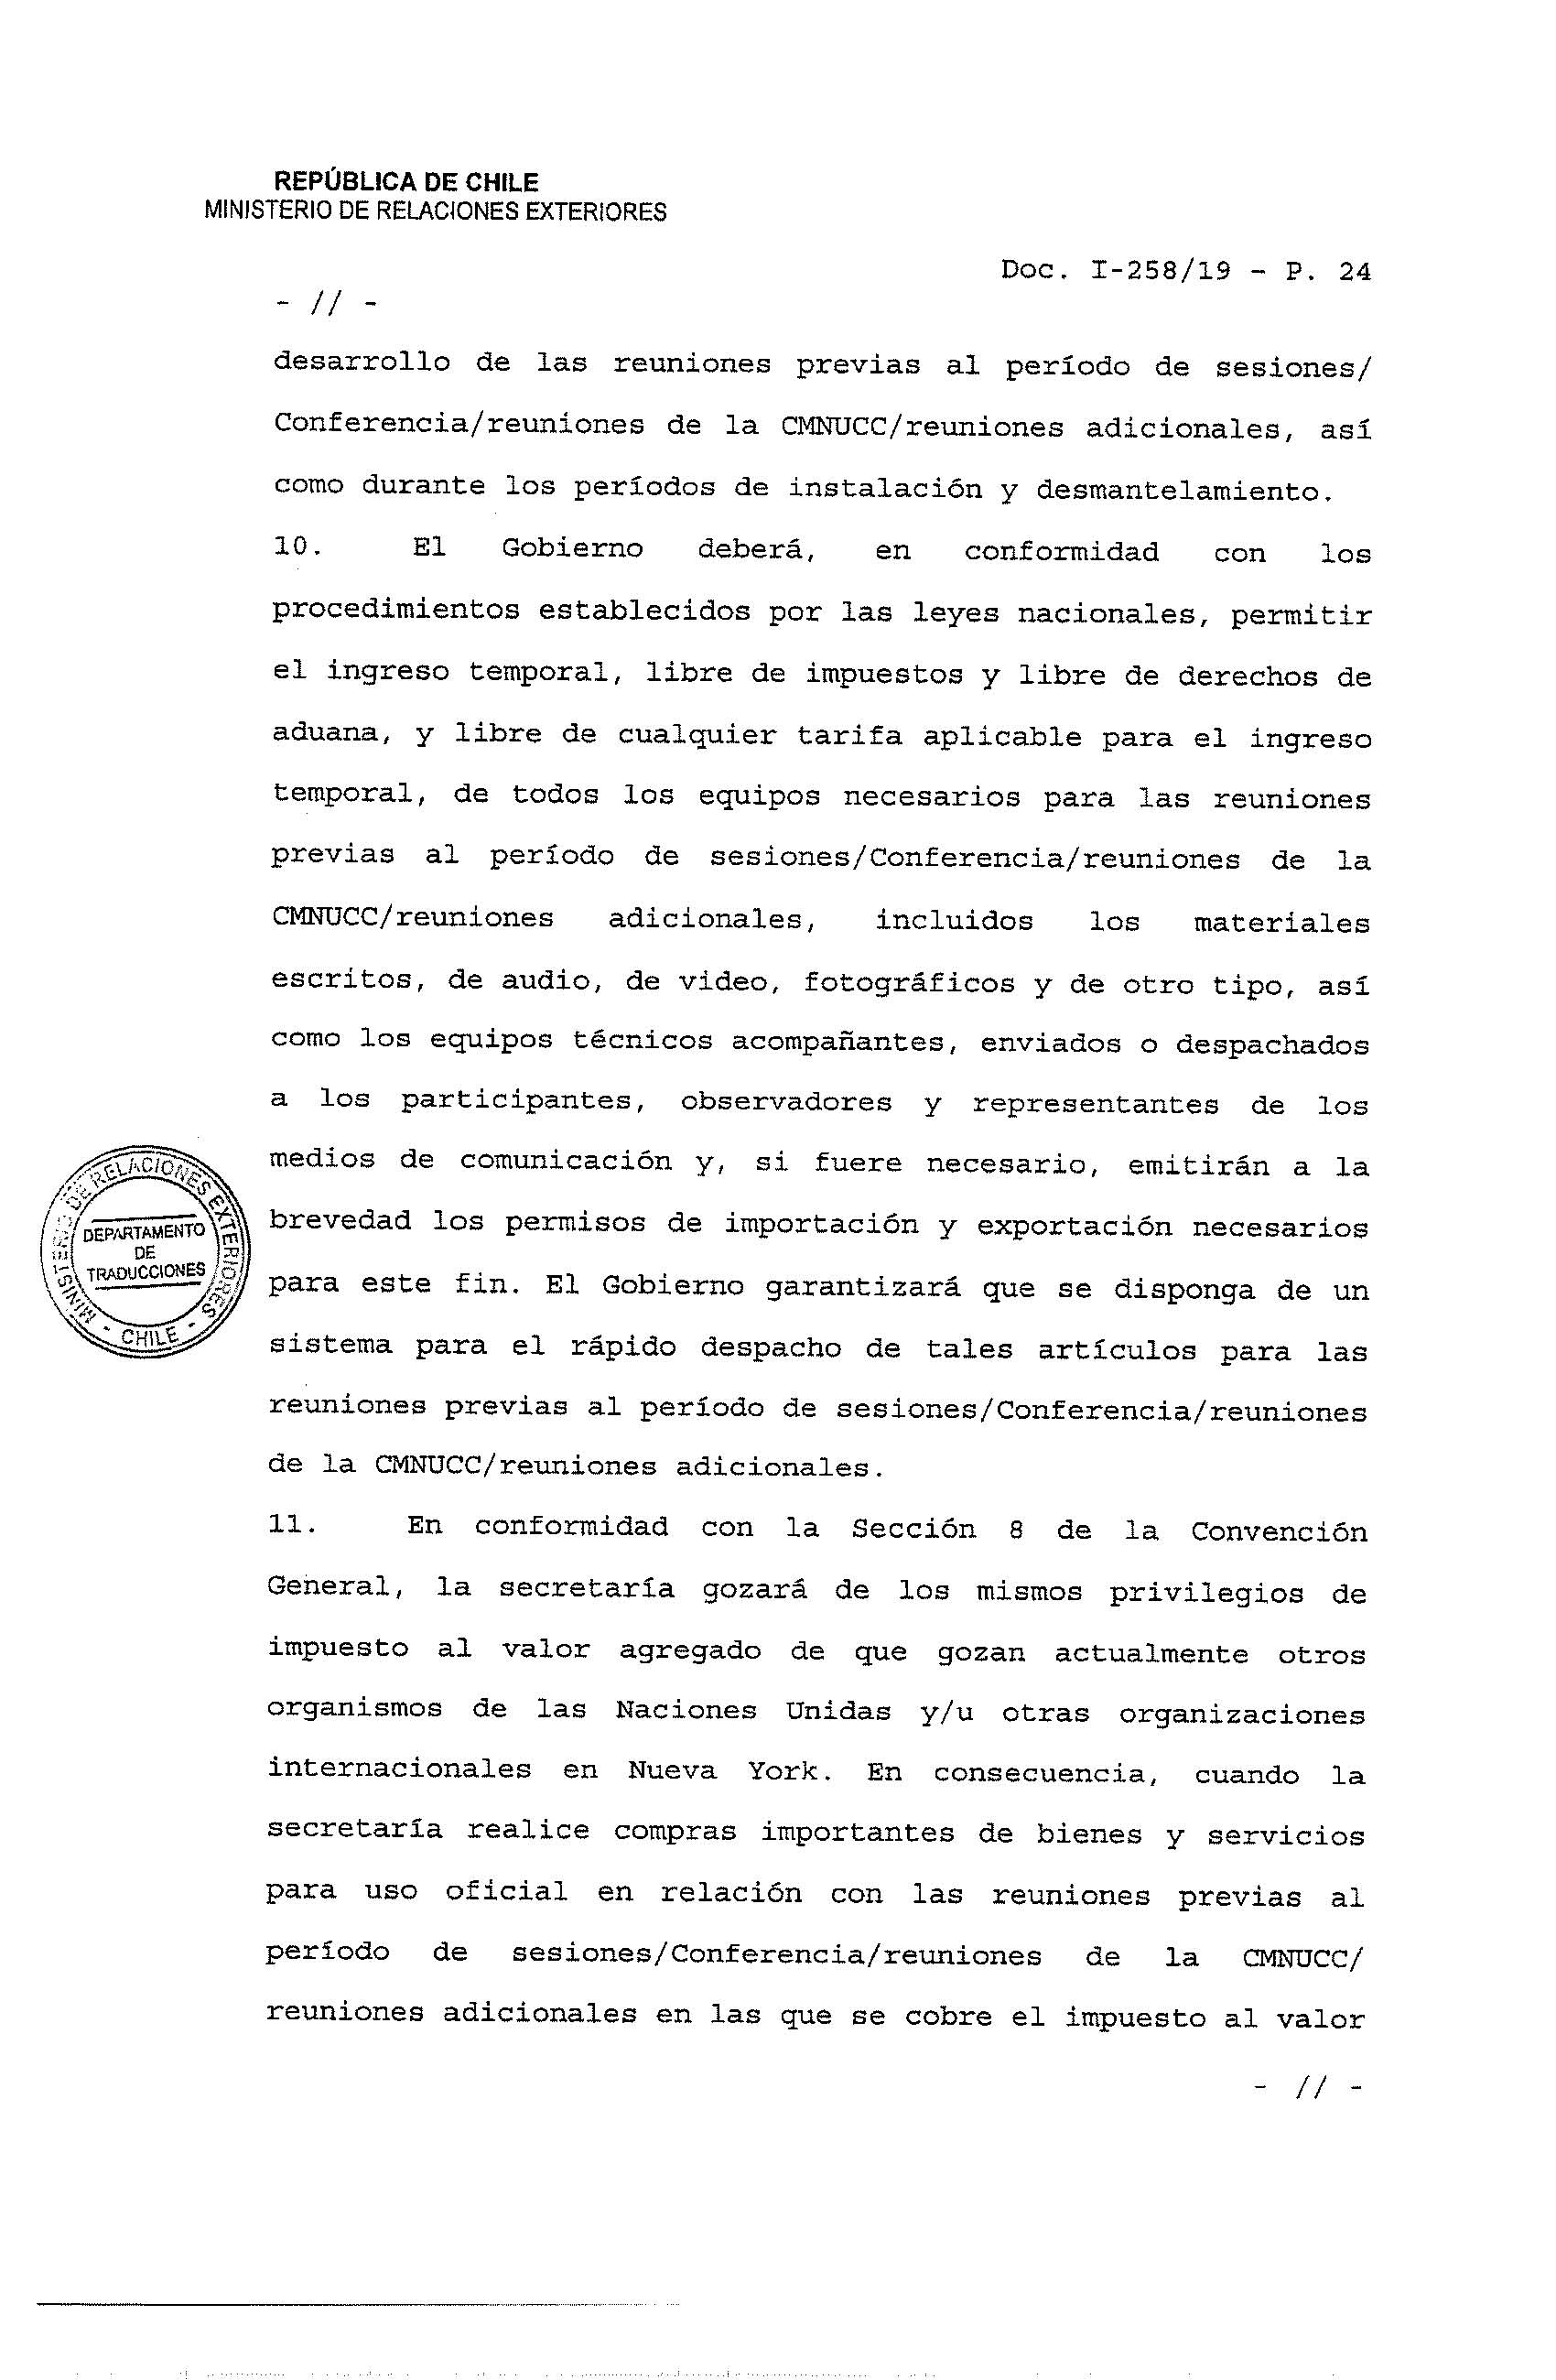 REPÚBLICA DE CHILE
MINISTERIO DE RELACIONES EXTERIORES
Doc. I-258/19 - P. 24
- // -
desarrollo de las reuniones previas al período de sesiones/
Conferencia/reuniones de la CMNUCC/reuniones adicionales, así
como durante los períodos de instalación y desmantelamiento.
10. El Gobierno deberá, en conformidad con los
procedimientos establecidos por las leyes nacionales, permitir
el ingreso temporal, libre de impuestos y libre de derechos de
aduana, y libre de cualquier tarifa aplicable para el ingreso
temporal, de todos los equipos necesarios para las reuniones
previas al período de sesiones/Conferencia/reuniones de la
CMNUCC/reuniones adicionales, incluidos los materiales
escritos, de audio, de video, fotográficos y de otro tipo, así
como los equipos técnicos acompañantes, enviados o despachados
a los participantes, observadores y representantes de los
medios de comunicación y, si fuere necesario, emitirán a la
brevedad los permisos de importación y exportación necesarios
para este fin. El Gobierno garantizará que se disponga de un
sistema para el rápido despacho de tales artículos para las
reuniones previas al período de sesiones/Conferencia/reuniones
de la CMNUCC/reuniones adicionales.
11. En conformidad con la Sección 8 de la Convención
General, la secretaría gozará de los mismos privilegios de
impuesto al valor agregado de que gozan actualmente otros
organismos de las Naciones Unidas y/u otras organizaciones
internacionales en Nueva York. En consecuencia, cuando la
secretaría realice compras importantes de bienes y servicios
para uso oficial en relación con las reuniones previas al
período de sesiones/Conferencia/reuniones de la CMNUCC/
reuniones adicionales en las que se cobre el impuesto al valor
- // -
MINISTERIO DE RELACIONES EXTERIORES
DEPARTAMENTO
DE
TRADUCCIONES
- CHILE -